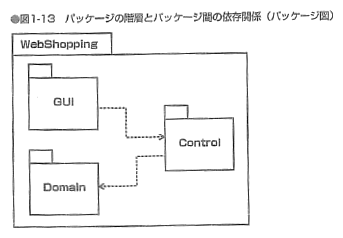 ●図1-13 パッケージの階層とパッケージ間の依存関係（パッケージ図）
WebShopping
GUI
Control
Domain